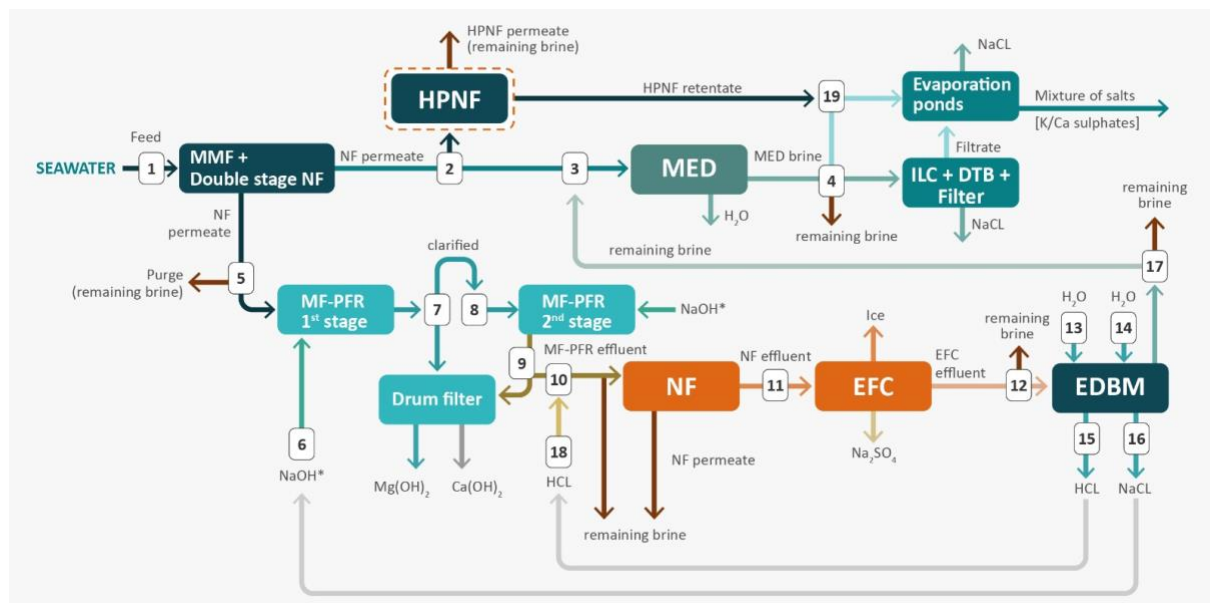 HPNF permeate
(remaining brine)
NaCL
HPNF
HPNF retentate
19
Evaporation
ponds
Mixture of salts
[K/Ca sulphates]
Feed
SEAWATER
1
MMF +
Double stage NF
NF permeate
2
3
MED
MED brine
4
Filtrate
ILC + DTB +
Filter
H₂O
remaining brine
NaCL
remaining
brine
NF
permeate
clarified
remaining brine
17
Purge
(remaining brine)
5
MF-PFR
1st stage
7
8
MF-PFR
2nd stage
NaOH*
Ice
remaining
brine
H₂O
H₂O
13
14
9
MF-PFR effluent
10
NF
NF effluent
11
EFC
EFC
effluent
12
EDBM
Drum filter
6
NaOH*
18
HCL
NF permeate
Na₂SO₄
15
16
HCL
NaCL
Mg(OH)₂
Ca(OH)₂
remaining brine